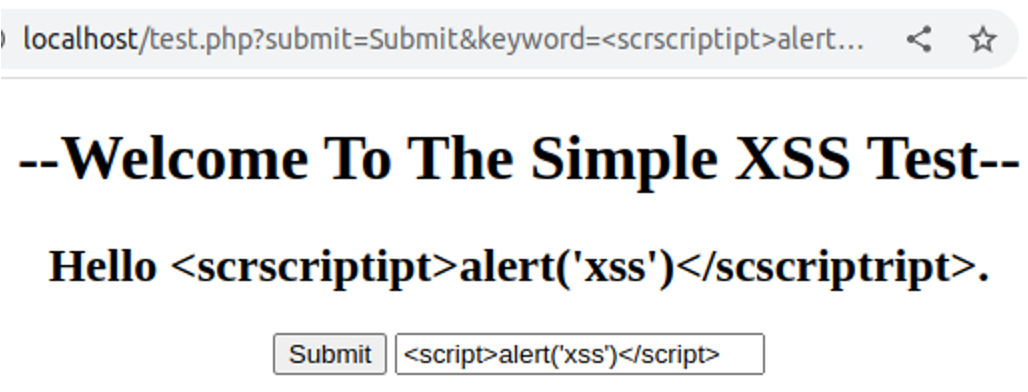 localhost/test.php?submit=Submit&keyword=<scrscriptipt>alert...
--Welcome To The Simple XSS Test--
Hello <scrscriptipt>alert('xss')</scscriptript>.
Submit <script>alert('xss')</script>